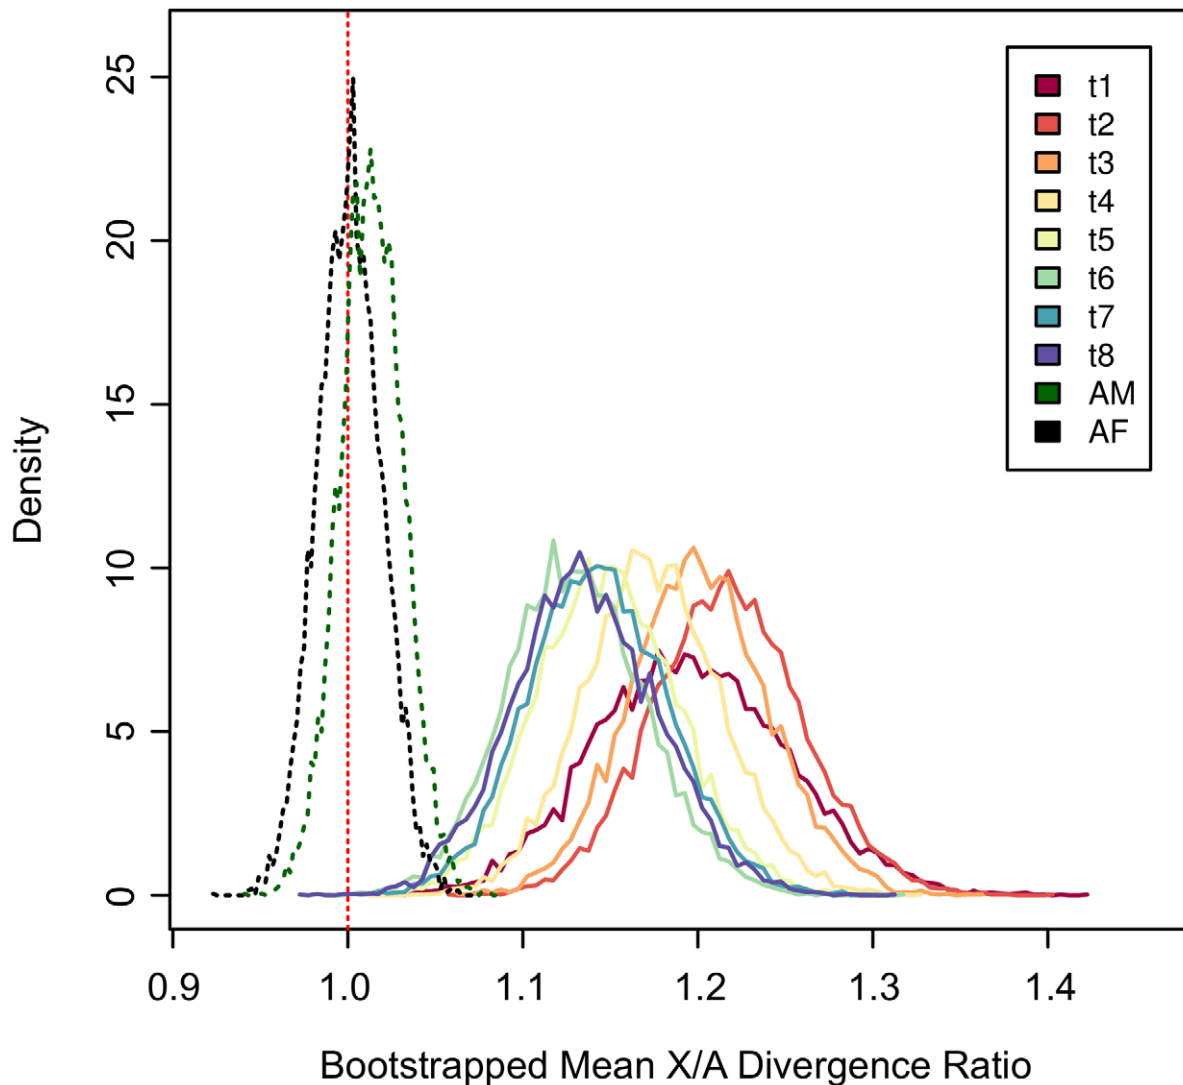 Density
25
20
15
10
5
0
t1
t2
t3
t4
t5
t6
t7
t8
AM
AF
0.9 1.0 1.1 1.2 1.3 1.4
Bootstrapped Mean X/A Divergence Ratio